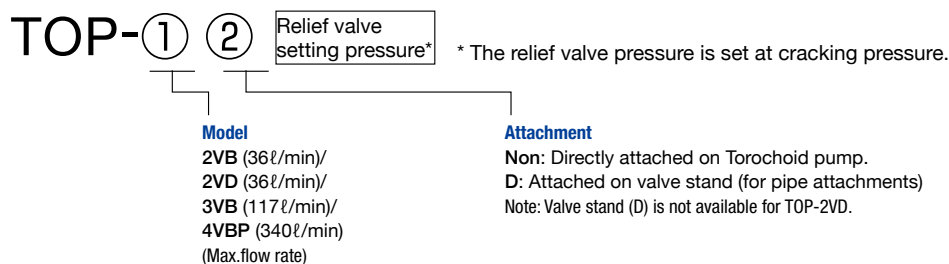 TOP-① ② Relief valve
setting pressure*
* The relief valve pressure is set at cracking pressure.
Model
2VB (36ℓ/min)/
2VD (36ℓ/min)/
3VB (117ℓ/min)/
4VBP (340ℓ/min)
(Max.flow rate)
Attachment
Non: Directly attached on Torochoid pump.
D: Attached on valve stand (for pipe attachments)
Note: Valve stand (D) is not available for TOP-2VD.